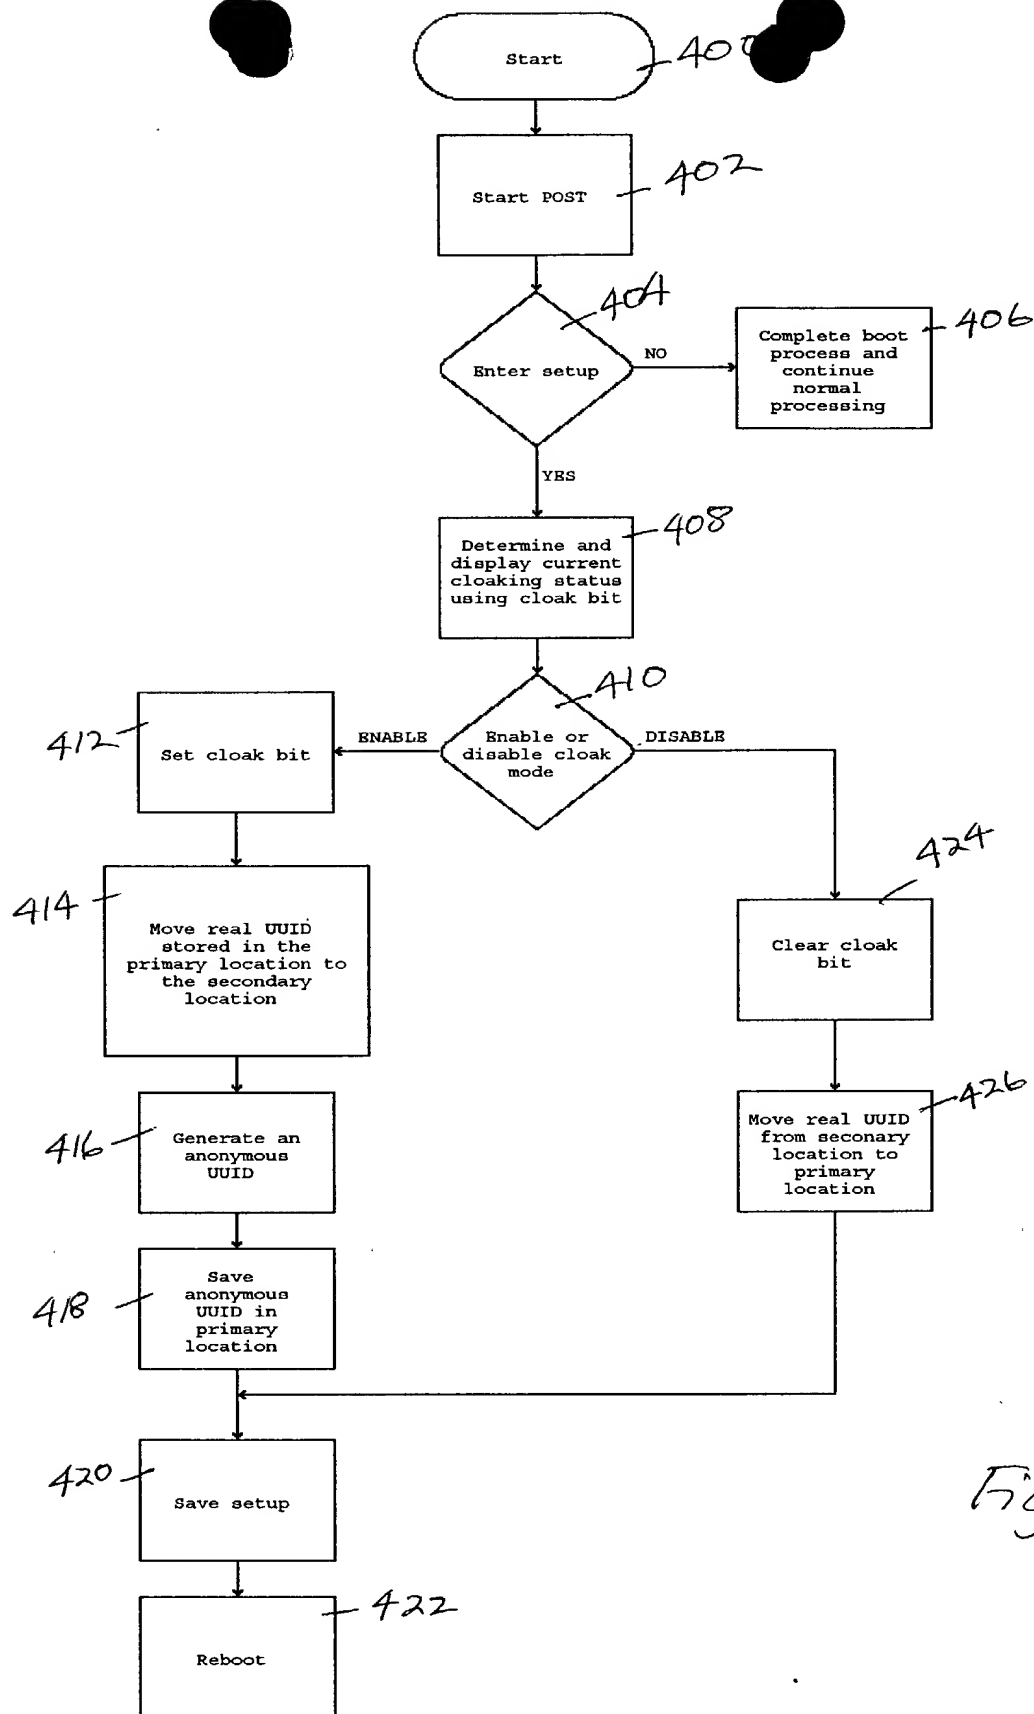 Start
400
Start POST
402
404
Enter setup
NO
Complete boot
process and
continue
normal
processing
406
YES
Determine and
display current
cloaking status
using cloak bit
408
410
Enable or
disable cloak
mode
ENABLE
DISABLE
412
Set cloak bit
414
Move real UUID
stored in the
primary location to
the secondary
location
424
Clear cloak
bit
416
Generate an
anonymous
UUID
426
Move real UUID
from seconary
location to
primary
location
418
Save
anonymous
UUID in
primary
location
420
Save setup
Fig
422
Reboot